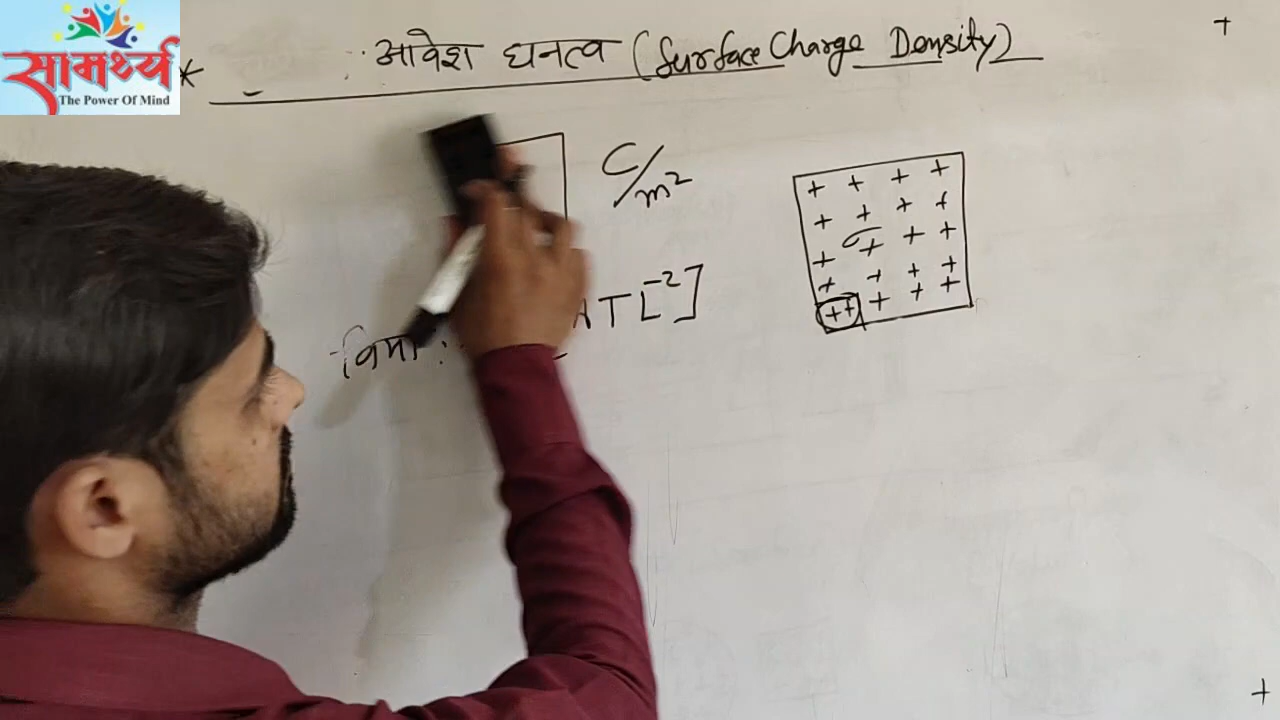 सामर्थ्य
The Power Of Mind
* आवेश घनत्व (Surface Charge Density)
C/m²
AT[⁻²]
विमा
σ